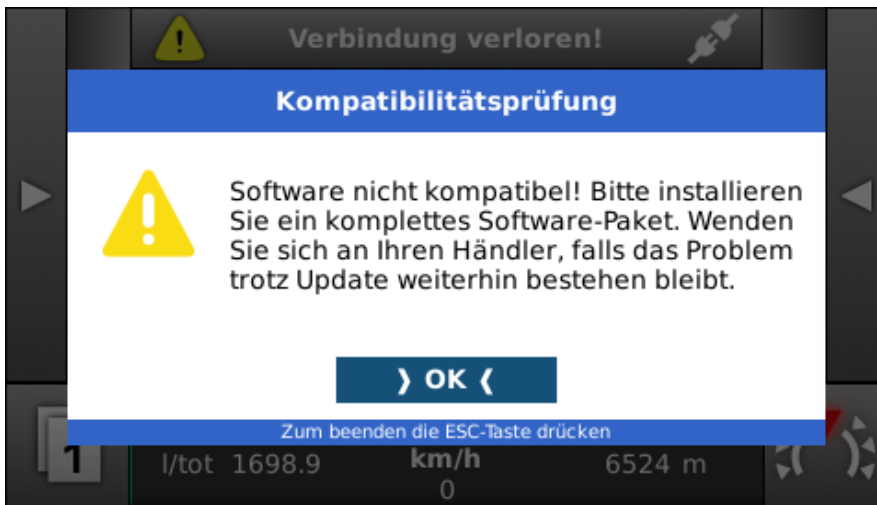 Verbindung verloren!
Kompatibilitätsprüfung
Software nicht kompatibel! Bitte installieren
Sie ein komplettes Software-Paket. Wenden
Sie sich an Ihren Händler, falls das Problem
trotz Update weiterhin bestehen bleibt.
❭ OK ❬
Zum beenden die ESC-Taste drücken
1
l/tot 1698.9 km/h 6524 m
0